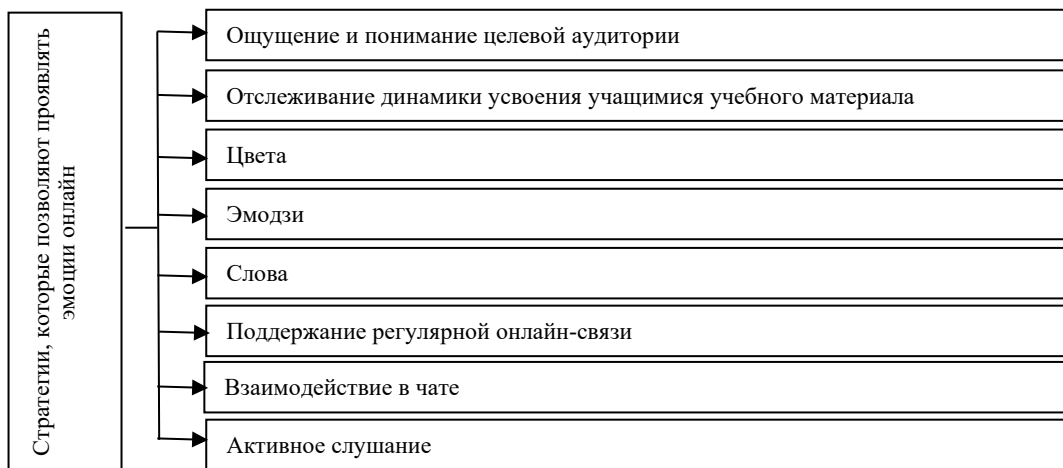 Стратегии, которые позволяют проявлять
эмоции онлайн
Ощущение и понимание целевой аудитории
Отслеживание динамики усвоения учащимися учебного материала
Цвета
Эмодзи
Слова
Поддержание регулярной онлайн-связи
Взаимодействие в чате
Активное слушание